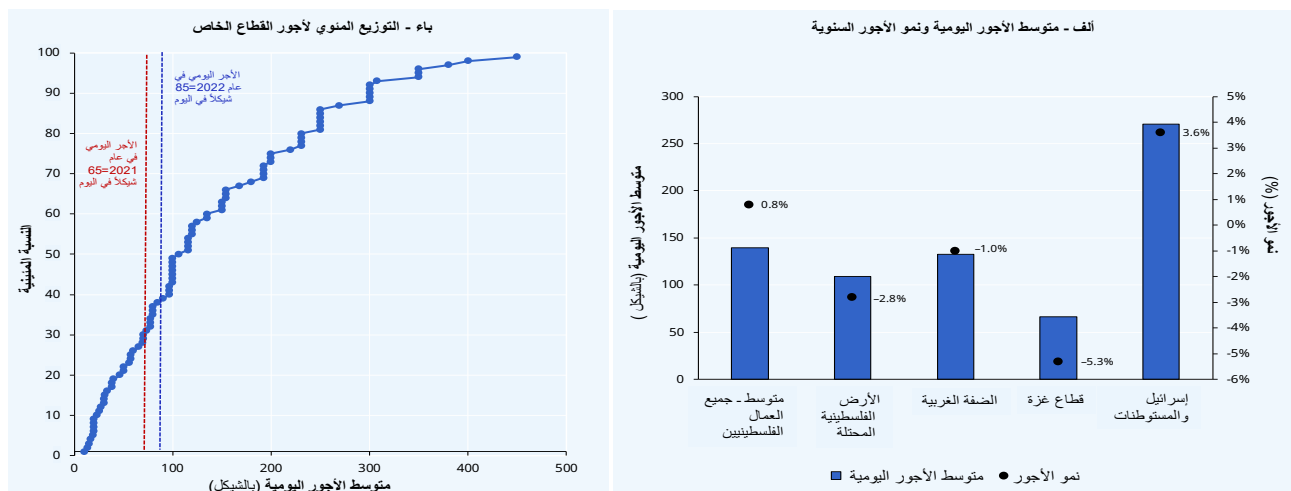 ألف - متوسط الأجور اليومية ونمو الأجور السنوية
متوسط الأجور اليومية (بالشيكل)
300
250
200
150
100
50
0
5%
4%
3%
2%
1%
0%
-1%
-2%
-3%
-4%
-5%
-6%
نمو الأجور (%)
0.8%
–2.8%
–1.0%
–5.3%
3.6%
متوسط - جميع
العمال
الفلسطينيين
الأرض
الفلسطينية
المحتلة
الضفة الغربية
قطاع غزة
إسرائيل
والمستوطنات
متوسط الأجور اليومية
نمو الأجور
باء - التوزيع المئوي لأجور القطاع الخاص
النسبة المئينية
100
90
80
70
60
50
40
30
20
10
0
الأجر اليومي في
عام 2022=85
شيكلاً في اليوم
الأجر اليومي
في عام
2021=65
شيكلاً في اليوم
0
100
200
300
400
500
متوسط الأجور اليومية (بالشيكل)